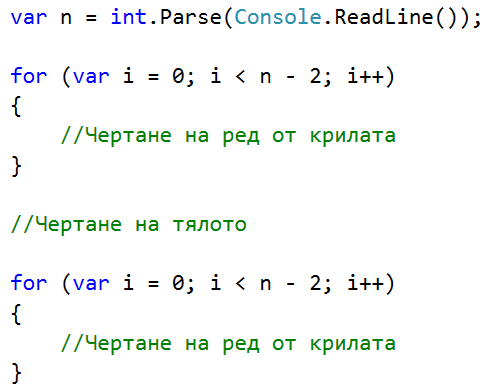 var n = int.Parse(Console.ReadLine());
for (var i = 0; i < n - 2; i++)
{
//Чертане на ред от крилата
}
//Чертане на тялото
for (var i = 0; i < n - 2; i++)
{
//Чертане на ред от крилата
}